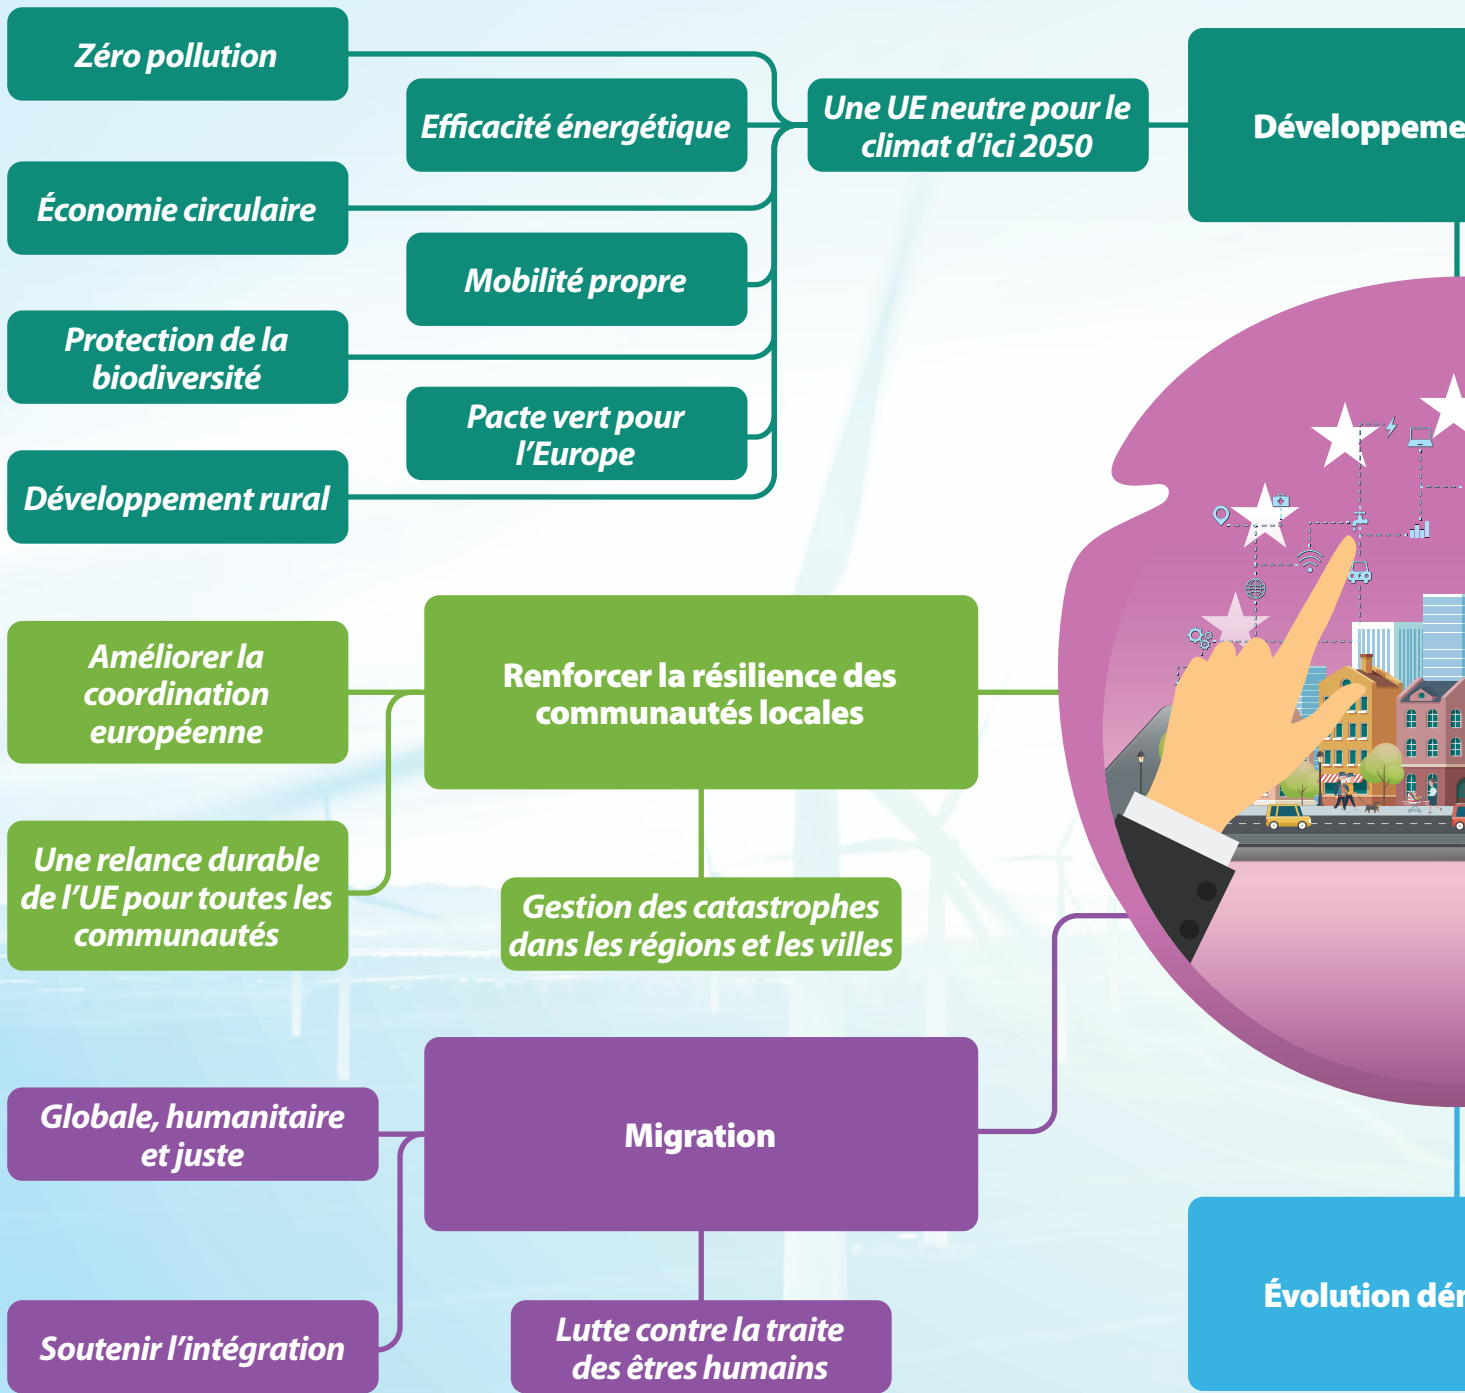 Zéro pollution
Efficacité énergétique
Une UE neutre pour le
climat d’ici 2050
Économie circulaire
Mobilité propre
Protection de la
biodiversité
Pacte vert pour
l’Europe
Développement rural
Améliorer la
coordination
européenne
Renforcer la résilience des
communautés locales
Une relance durable
de l’UE pour toutes les
communautés
Gestion des catastrophes
dans les régions et les villes
Globale, humanitaire
et juste
Migration
Soutenir l’intégration
Lutte contre la traite
des êtres humains
Évolution